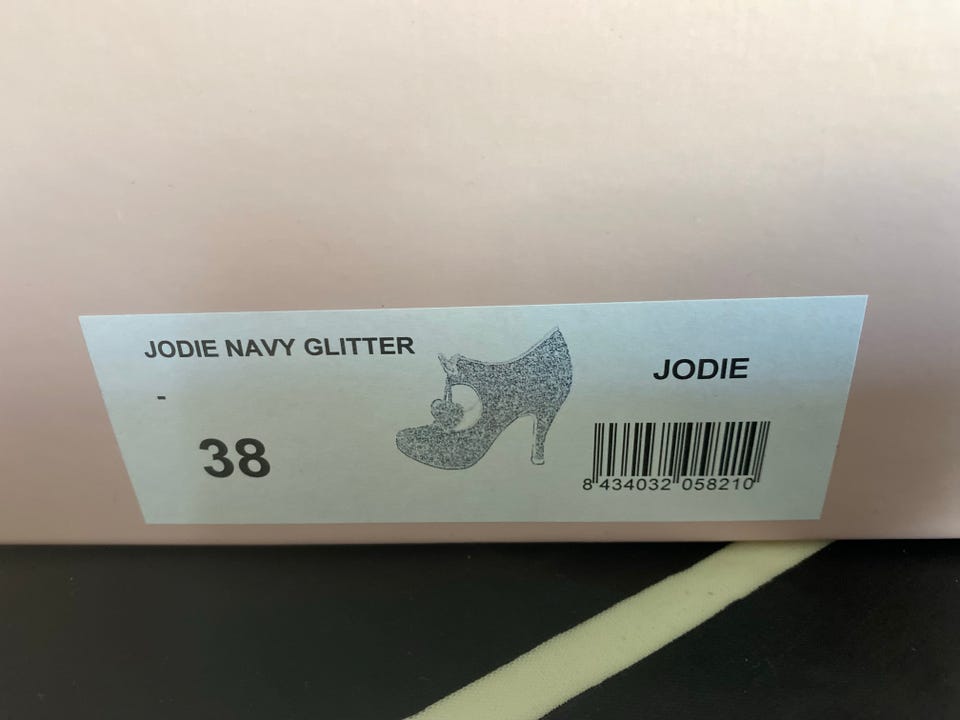 JODIE NAVY GLITTER
-
38
JODIE
8 434032 058210